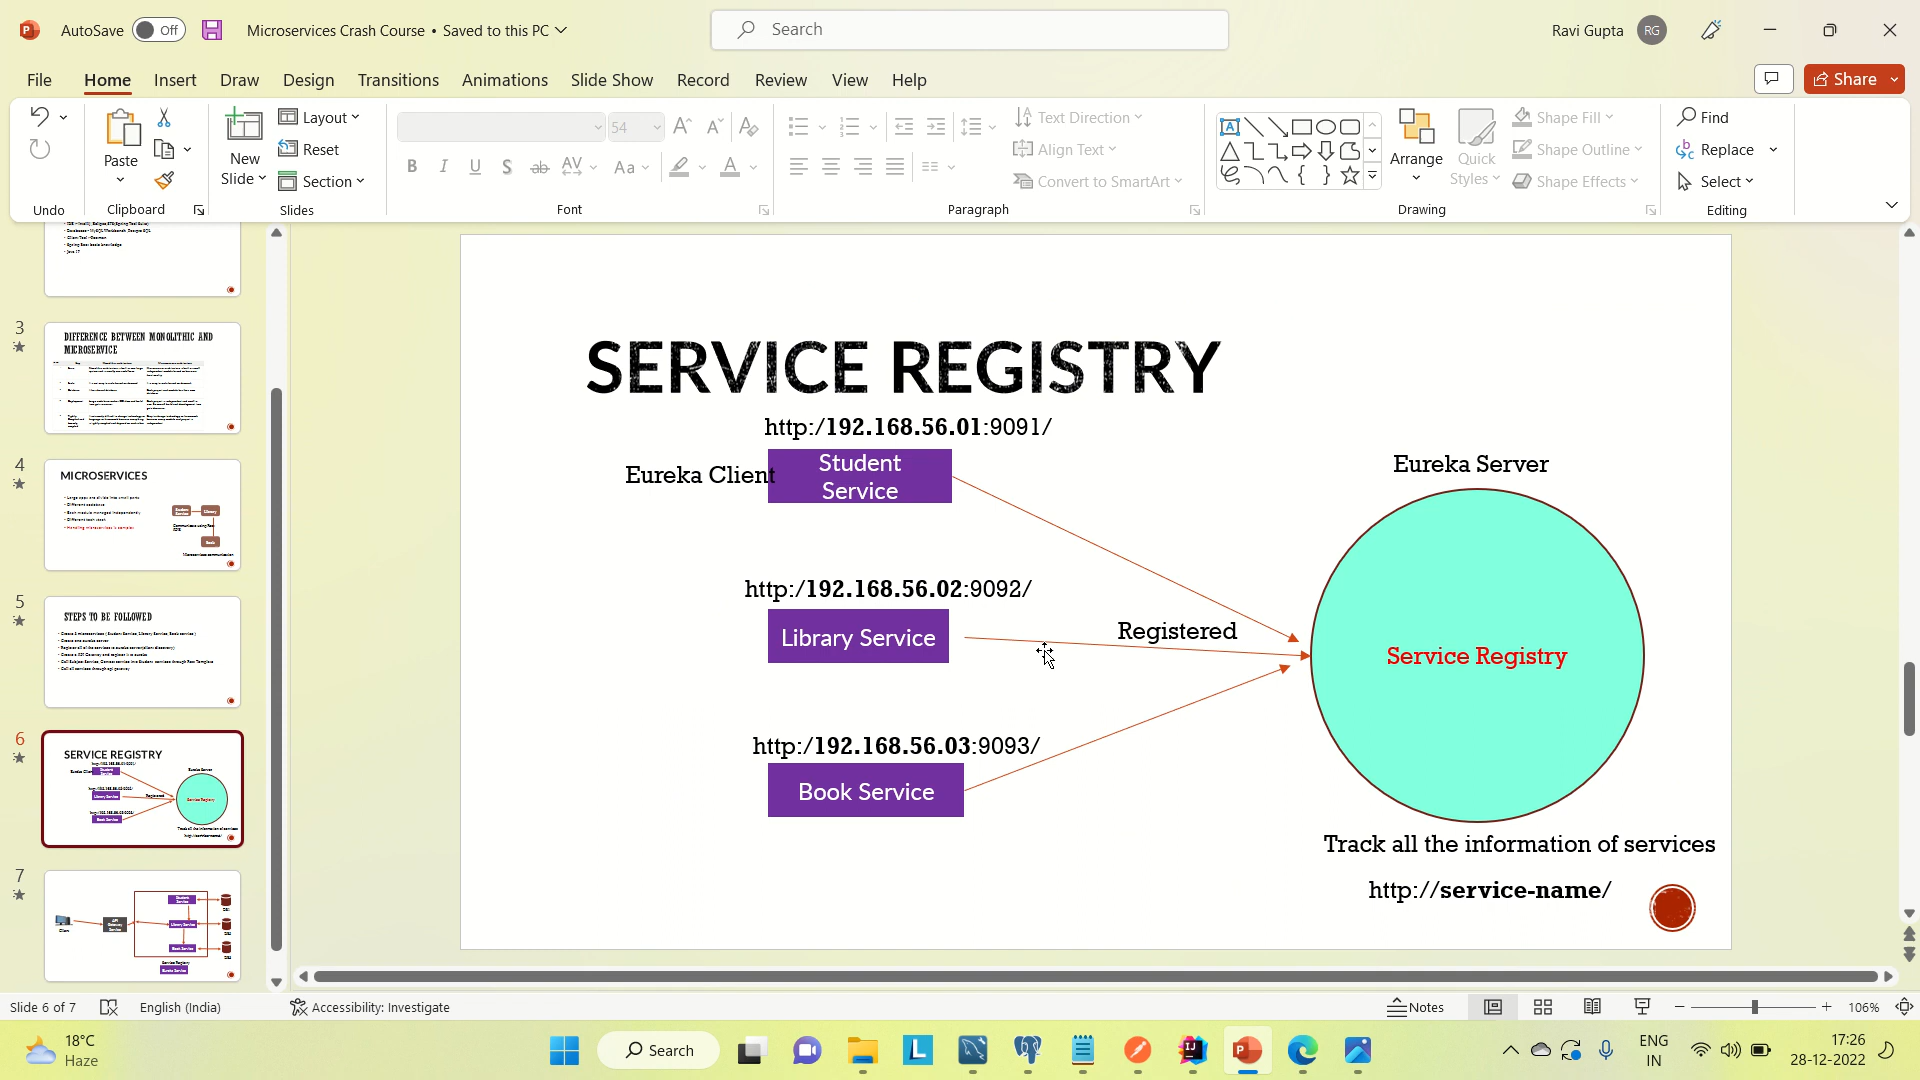 AutoSave Off Microservices Crash Course • Saved to this PC Search Ravi Gupta RG
File Home Insert Draw Design Transitions Animations Slide Show Record Review View Help Share
Paste
New Slide
Layout
Reset
Section
54
Text Direction
Align Text
Convert to SmartArt
Arrange
Quick Styles
Shape Fill
Shape Outline
Shape Effects
Find
Replace
Select
Undo Clipboard Slides Font Paragraph Drawing Editing
3
DIFFERENCE BETWEEN MONOLITHIC AND
MICROSERVICE
4
MICROSERVICES
5
STEPS TO BE FOLLOWED
6
SERVICE REGISTRY
7
SERVICE REGISTRY
http:/192.168.56.01:9091/
Eureka Client
Student
Service
Eureka Server
http:/192.168.56.02:9092/
Library Service
Registered
Service Registry
http:/192.168.56.03:9093/
Book Service
Track all the information of services
http://service-name/
Slide 6 of 7 English (India) Accessibility: Investigate Notes 106%
18°C
Haze
Search
ENG
IN
17:26
28-12-2022